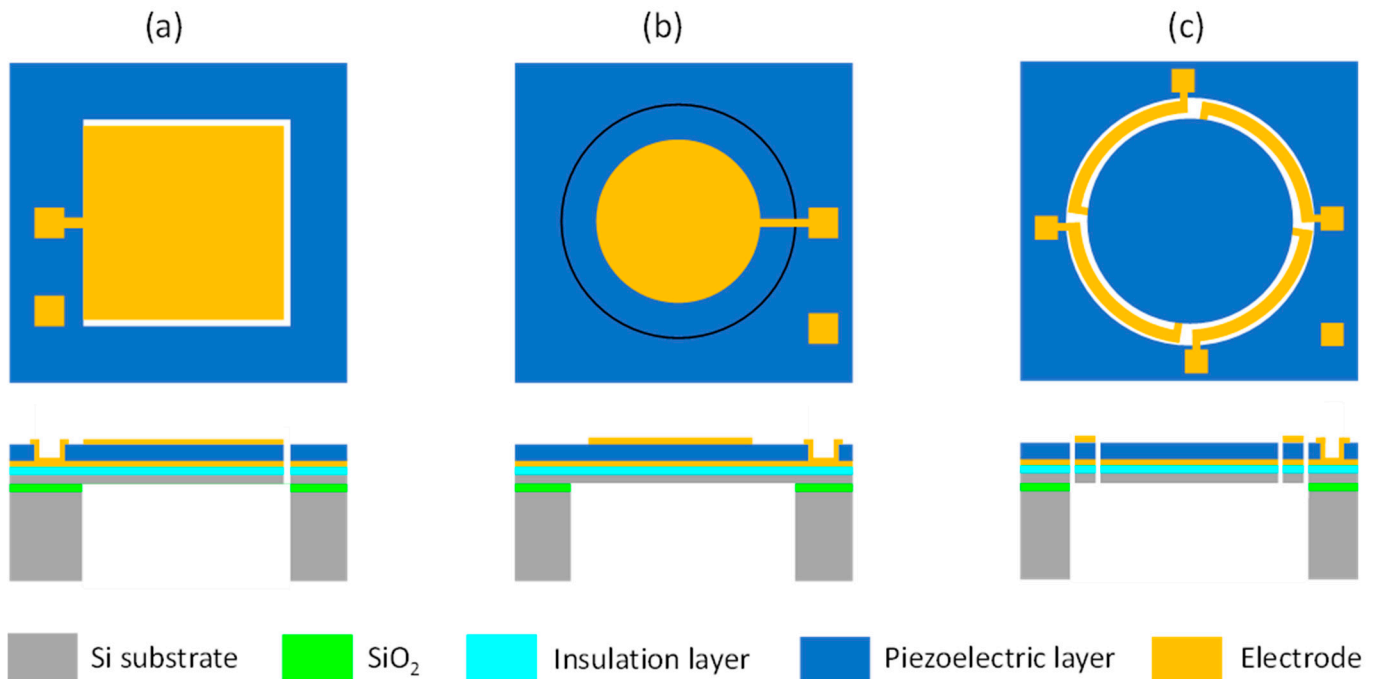 (a) (b) (c)
Si substrate SiO₂ Insulation layer Piezoelectric layer Electrode